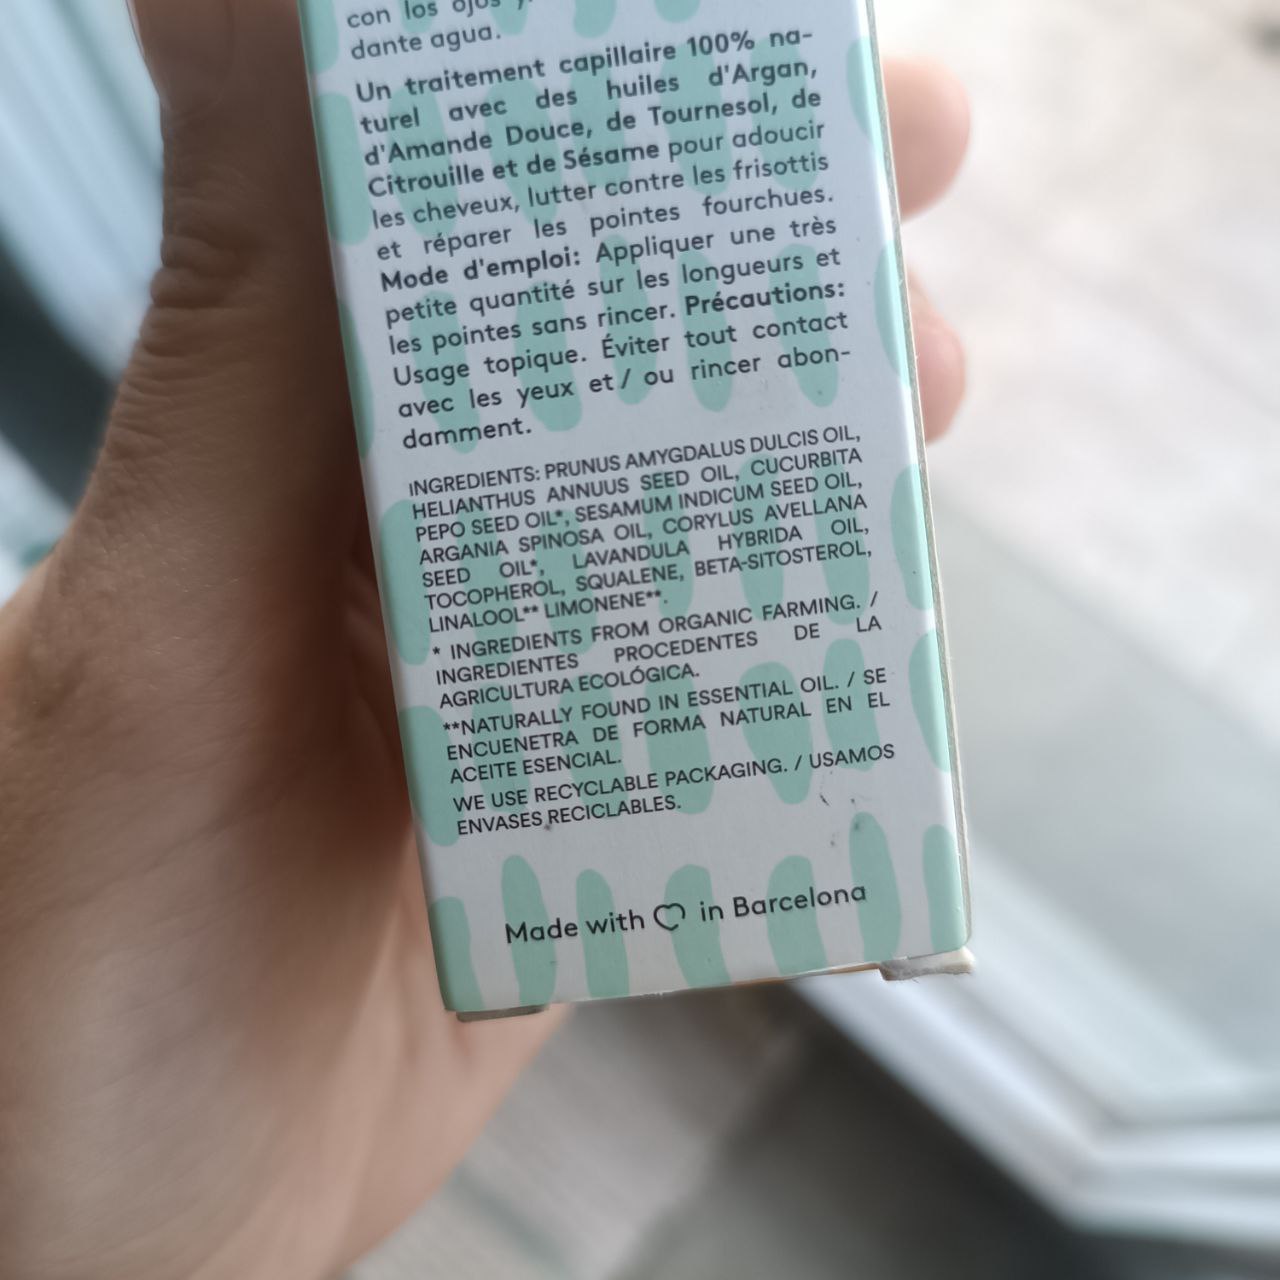 con los ojos y
dante agua.
Un traitement capillaire 100% na-
turel avec des huiles d'Argan,
d'Amande Douce, de Tournesol, de
Citrouille et de Sésame pour adoucir
les cheveux, lutter contre les frisottis
et réparer les pointes fourchues.
Mode d'emploi: Appliquer une très
petite quantité sur les longueurs et
les pointes sans rincer. Précautions:
Usage topique. Éviter tout contact
avec les yeux et/ ou rincer abon-
damment.
INGREDIENTS: PRUNUS AMYGDALUS DULCIS OIL,
HELIANTHUS ANNUUS SEED OIL, CUCURBITA
PEPO SEED OIL*, SESAMUM INDICUM SEED OIL,
ARGANIA SPINOSA OIL, CORYLUS AVELLANA
SEED OIL*, LAVANDULA HYBRIDA OIL,
TOCOPHEROL, SQUALENE, BETA-SITOSTEROL,
LINALOOL** LIMONENE**.
* INGREDIENTS FROM ORGANIC FARMING. /
INGREDIENTES PROCEDENTES DE LA
AGRICULTURA ECOLÓGICA.
**NATURALLY FOUND IN ESSENTIAL OIL. / SE
ENCUENETRA DE FORMA NATURAL EN EL
ACEITE ESENCIAL.
WE USE RECYCLABLE PACKAGING. / USAMOS
ENVASES RECICLABLES.
Made with ♡ in Barcelona